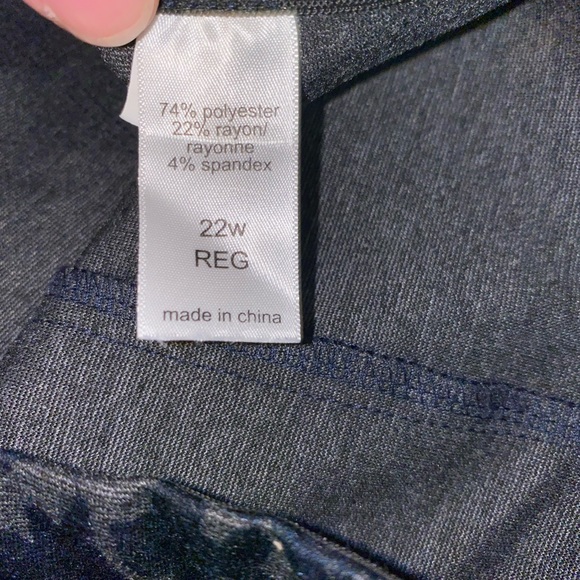 74% polyester
22% rayon/
rayonne
4% spandex
22w
REG
made in china